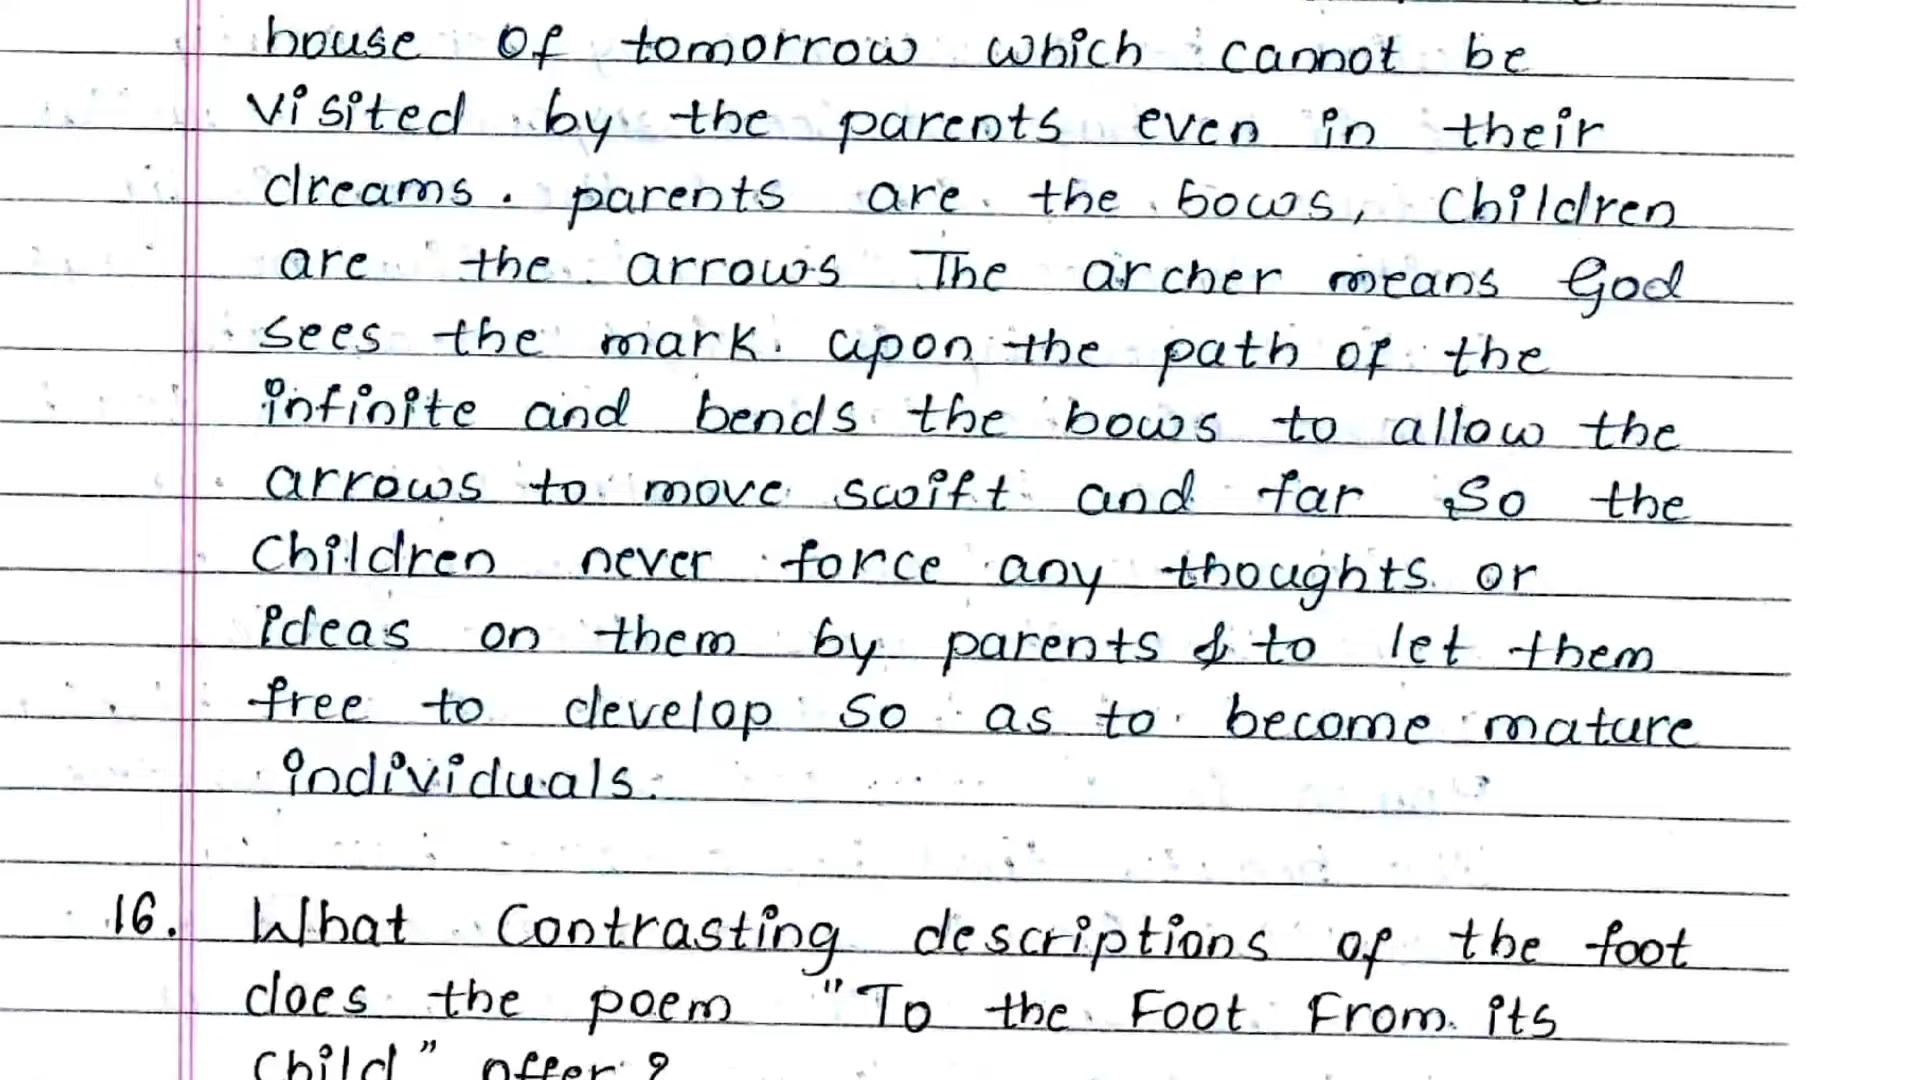 house of tomorrow which cannot be
visited by the parents even in their
dreams. parents are the bows, children
are the arrows The archer means God
sees the mark. upon the path of the
infinite and bends the bows to allow the
arrows to move swift and far So the
Children never force any thoughts or
ideas on them by parents & to let them
free to develop so as to become mature
individuals.
16. What Contrasting descriptions of the foot
does the poem "To the Foot From its
Child" offer?